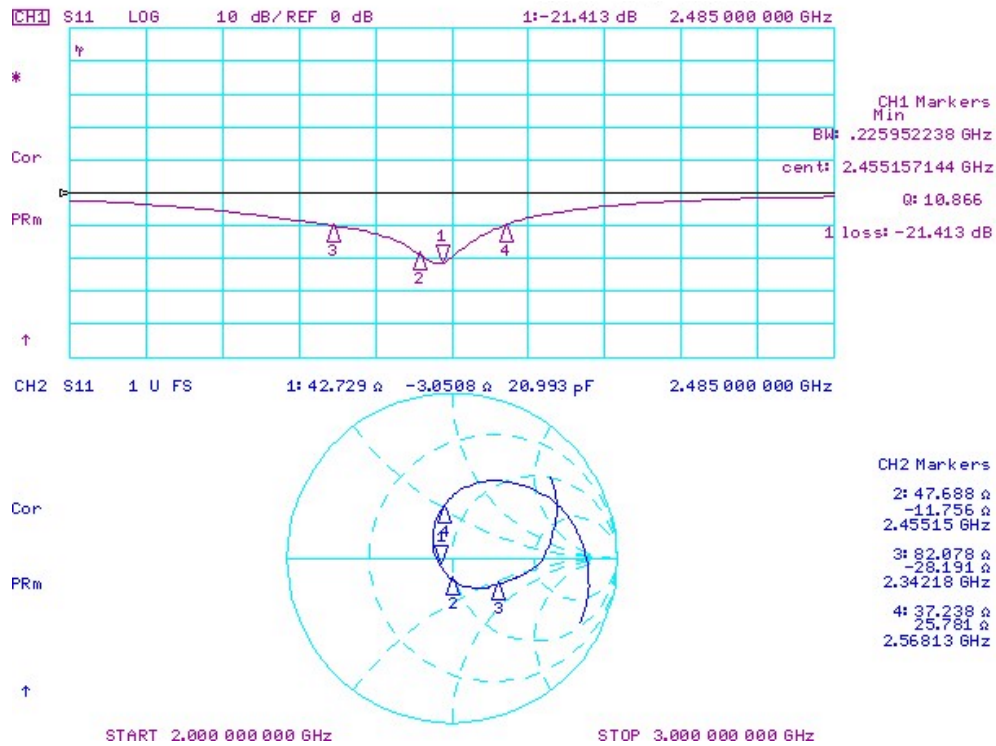 CH1 S11 LOG 10 dB/REF 0 dB 1:-21.413 dB 2.485 000 000 GHz
*
CH1 Markers
Min
BW: .225952238 GHz
Cor
cent: 2.455157144 GHz
Q: 10.866
PRm
1 loss: -21.413 dB
1
3
2
4
↑
CH2 S11 1 U FS 1: 42.729 Ω -3.0508 Ω 20.993 pF 2.485 000 000 GHz
CH2 Markers
2: 47.688 Ω
-11.756 Ω
2.45515 GHz
Cor
4
1
3: 82.078 Ω
-28.191 Ω
2.34218 GHz
PRm
2
3
4: 37.238 Ω
25.781 Ω
2.56813 GHz
↑
START 2.000 000 000 GHz STOP 3.000 000 000 GHz